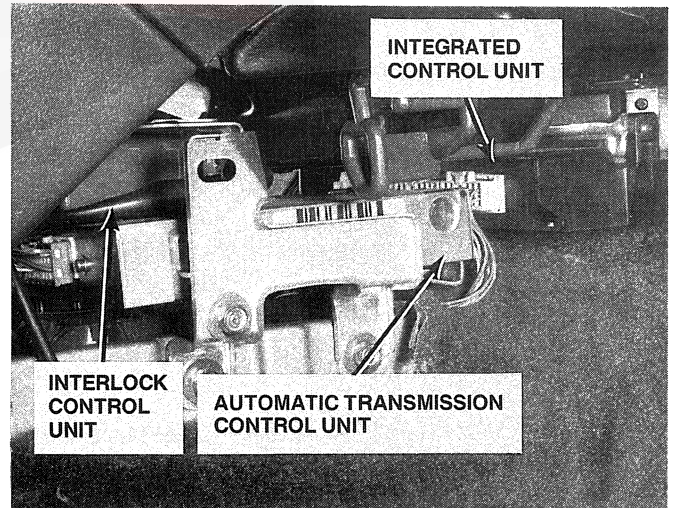 INTEGRATED
CONTROL UNIT
INTERLOCK
CONTROL
UNIT
AUTOMATIC TRANSMISSION
CONTROL UNIT